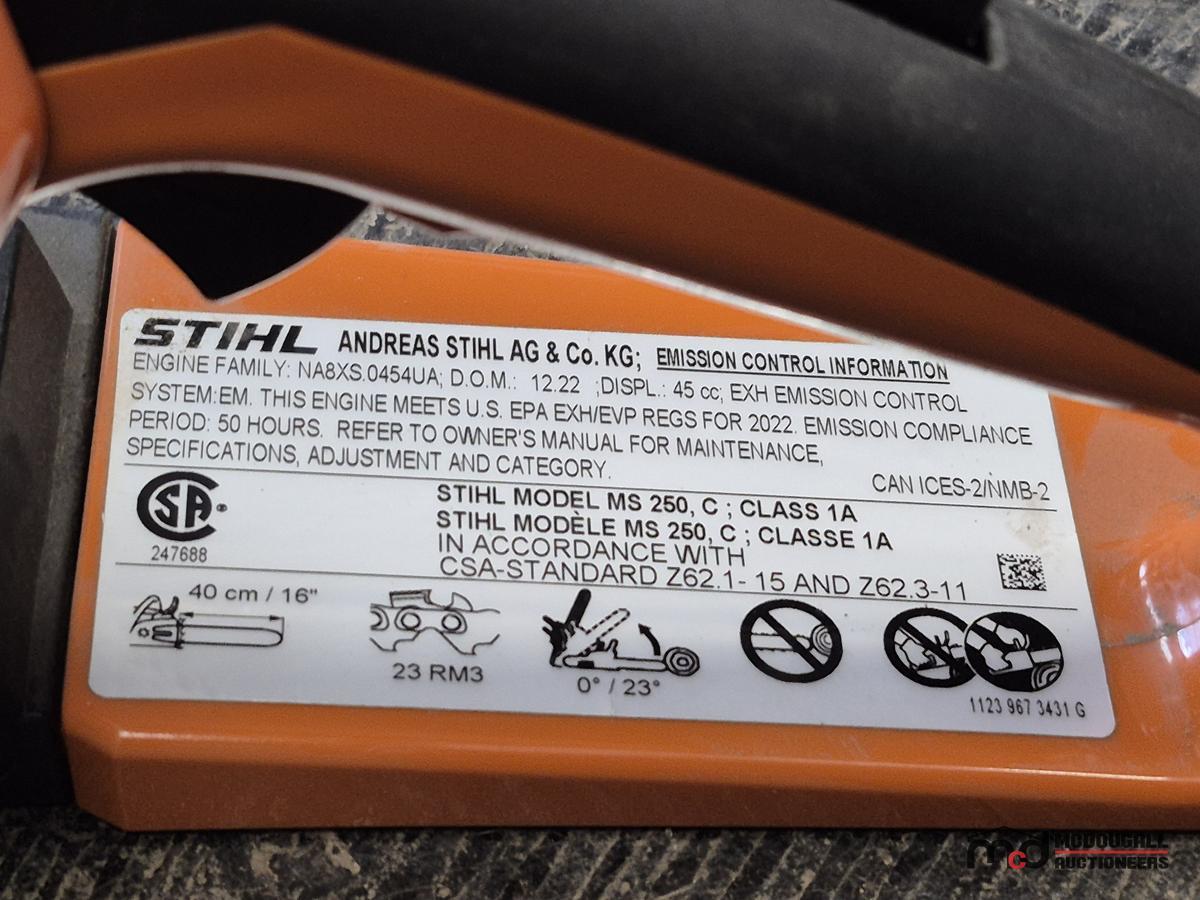 STIHL ANDREAS STIHL AG & Co. KG; EMISSION CONTROL INFORMATION
ENGINE FAMILY: NA8XS.0454UA; D.O.M.: 12.22 ;DISPL.: 45 cc; EXH EMISSION CONTROL
SYSTEM:EM. THIS ENGINE MEETS U.S. EPA EXH/EVP REGS FOR 2022. EMISSION COMPLIANCE
PERIOD: 50 HOURS. REFER TO OWNER'S MANUAL FOR MAINTENANCE,
SPECIFICATIONS, ADJUSTMENT AND CATEGORY.
CAN ICES-2/NMB-2
SA®
247688
STIHL MODEL MS 250, C ; CLASS 1A
STIHL MODÈLE MS 250, C ; CLASSE 1A
IN ACCORDANCE WITH
CSA-STANDARD Z62.1- 15 AND Z62.3-11
40 cm / 16"
23 RM3
0° / 23°
1123 967 3431 G
mcd MCDOUGALL
AUCTIONEERS